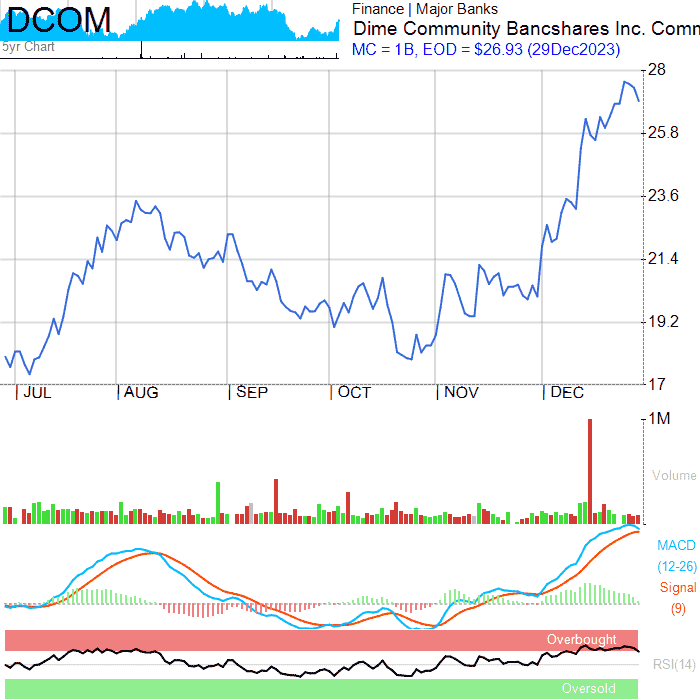 DCOM
5yr Chart
Finance | Major Banks
Dime Community Bancshares Inc. Comm
MC = 1B, EOD = $26.93 (29Dec2023)
28
25.8
23.6
21.4
19.2
17
| JUL | AUG | SEP | OCT | NOV | DEC
1M
Volume
MACD
(12-26)
Signal
(9)
Overbought
RSI(14)
Oversold